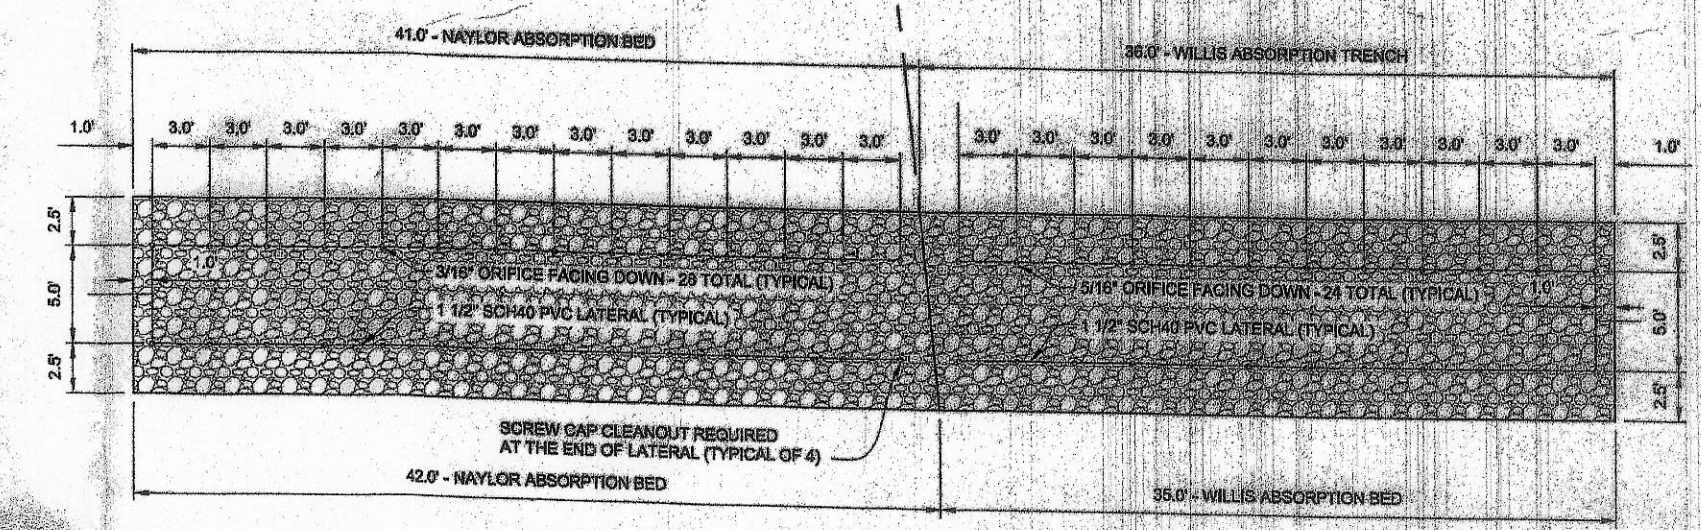 41.0' - NAYLOR ABSORPTION BED
36.0' - WILLIS ABSORPTION TRENCH
1.0' 3.0' 3.0' 3.0' 3.0' 3.0' 3.0' 3.0' 3.0' 3.0' 3.0' 3.0' 3.0' 3.0' 3.0' 3.0' 3.0' 3.0' 3.0' 3.0' 3.0' 3.0' 3.0' 3.0' 3.0' 1.0'
2.5'
2.5'
1.0'
3/16" ORIFICE FACING DOWN - 28 TOTAL (TYPICAL)
5/16" ORIFICE FACING DOWN - 24 TOTAL (TYPICAL)
1.0'
5.0'
5.0'
1 1/2" SCH40 PVC LATERAL (TYPICAL)
1 1/2" SCH40 PVC LATERAL (TYPICAL)
2.5'
2.5'
SCREW CAP CLEANOUT REQUIRED
AT THE END OF LATERAL (TYPICAL OF 4)
42.0' - NAYLOR ABSORPTION BED
35.0' - WILLIS ABSORPTION BED